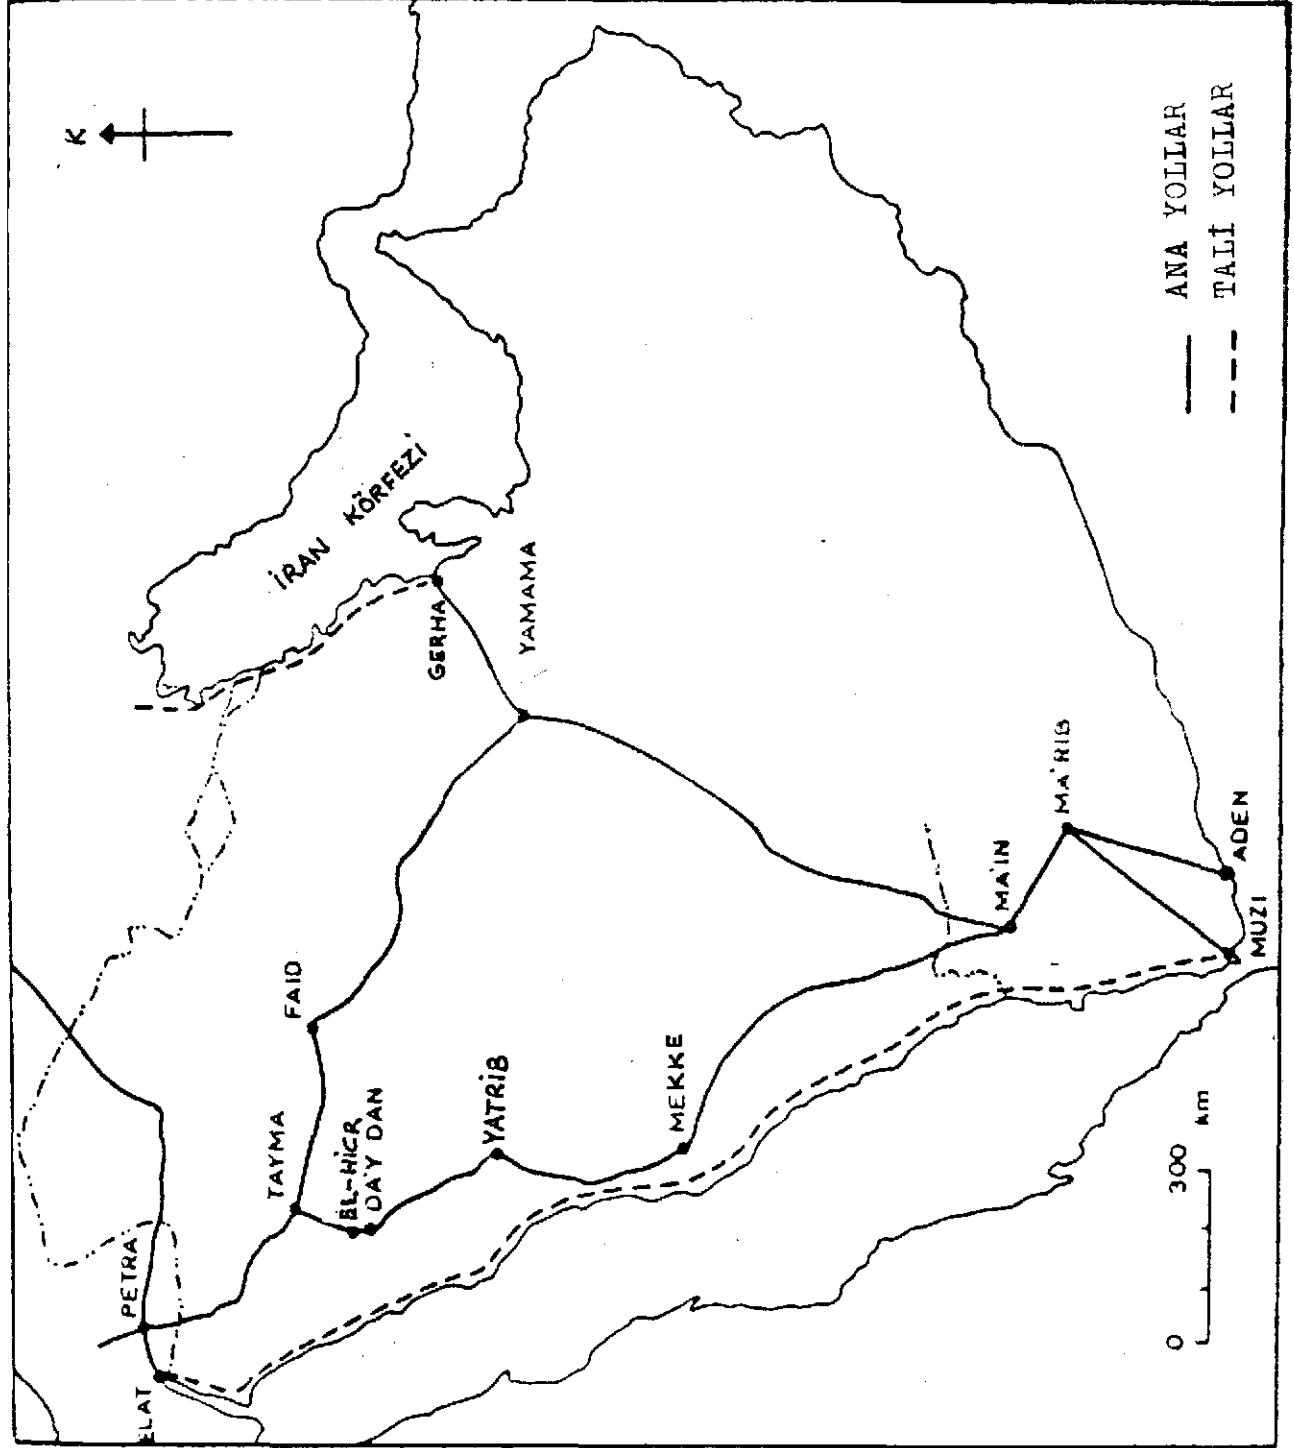 K
İRAN KÖRFEZİ
ELAT
PETRA
TAYMA
EL-HİCR
DA'Y DAN
FAID
YATRİB
MEKKE
GERHA
YAMAMA
MA'IN
MA'RIB
ADEN
MUZI
ANA YOLLAR
TALİ YOLLAR
0 300 km